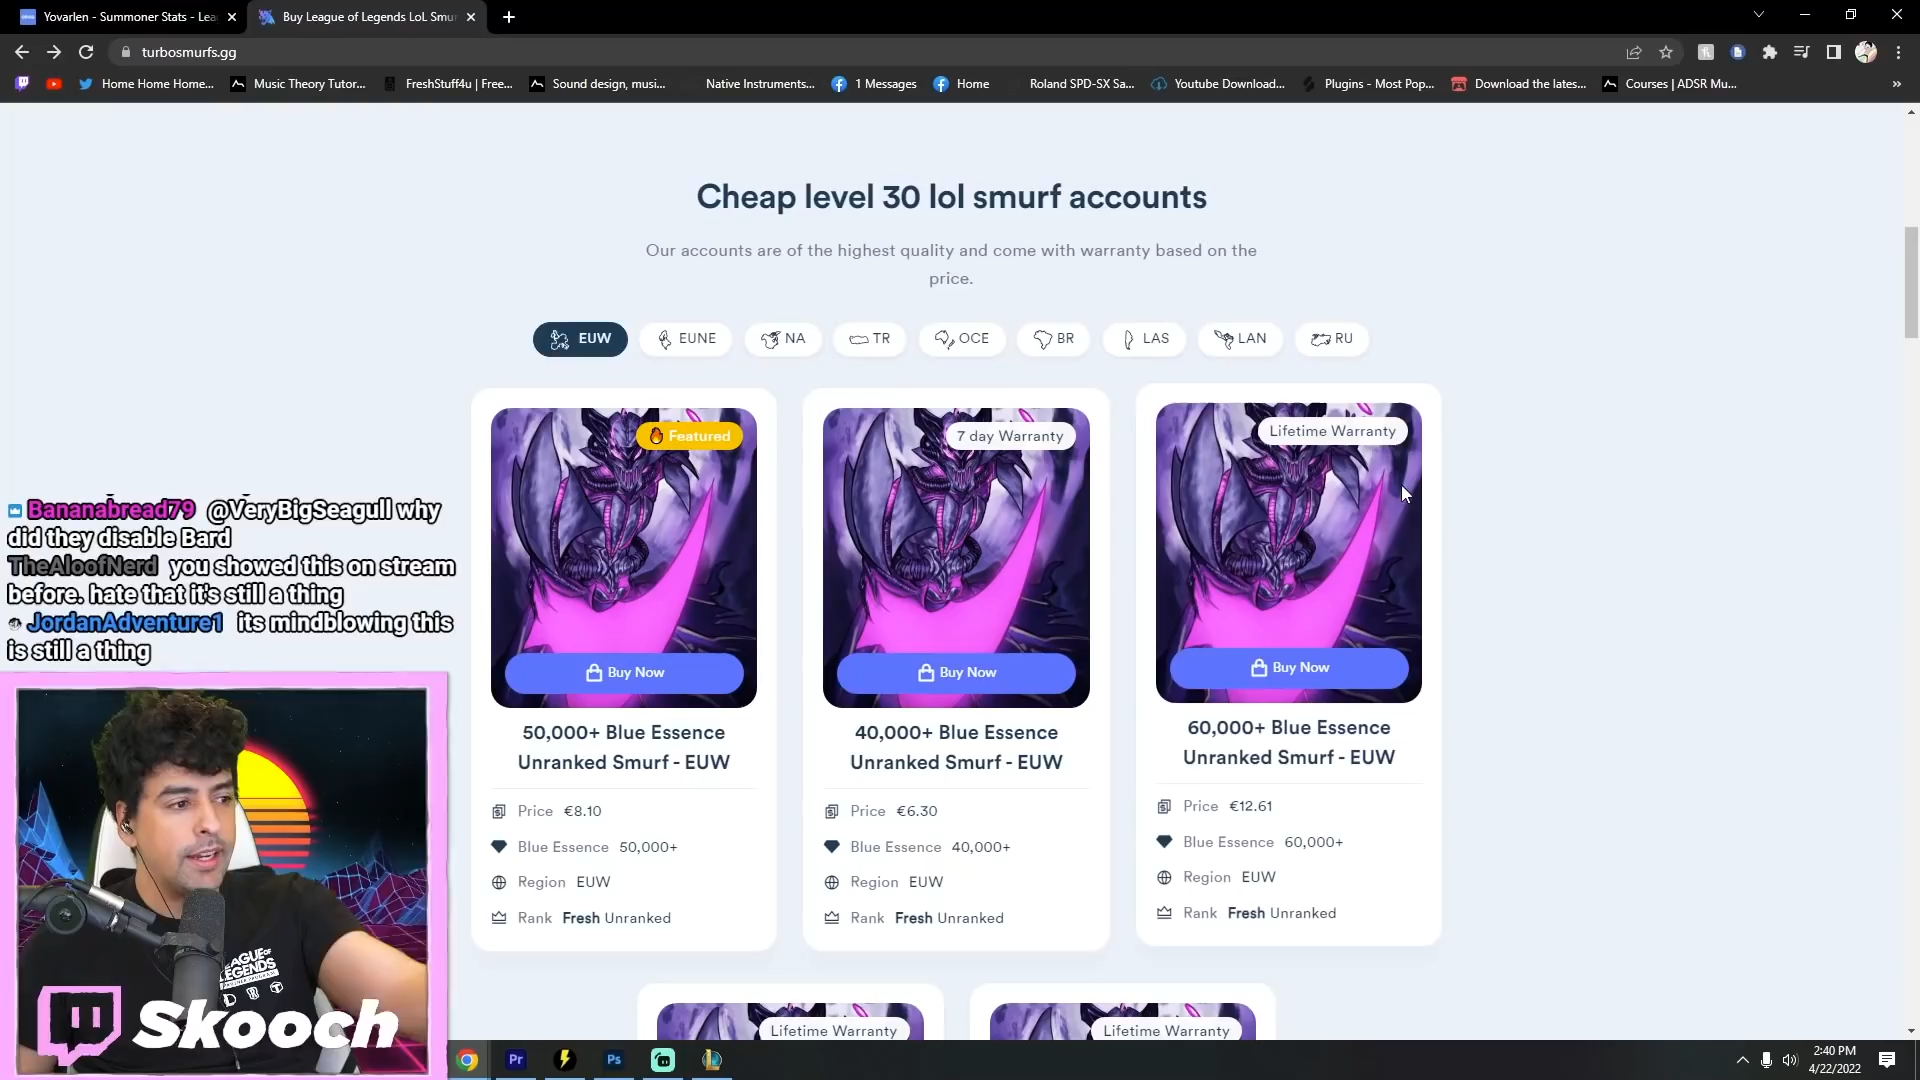 Yovarlen - Summoner Stats - Lea
Buy League of Legends LoL Smur
turbosmurfs.gg
Home Home Home...
Music Theory Tutor...
FreshStuff4u | Free...
Sound design, musi...
Native Instruments...
1 Messages
Home
Roland SPD-SX Sa...
Youtube Download...
Plugins - Most Pop...
Download the lates...
Courses | ADSR Mu...
Cheap level 30 lol smurf accounts
Our accounts are of the highest quality and come with warranty based on the
price.
EUW
EUNE
NA
TR
OCE
BR
LAS
LAN
RU
Featured
Buy Now
50,000+ Blue Essence
Unranked Smurf - EUW
Price €8.10
Blue Essence 50,000+
Region EUW
Rank Fresh Unranked
7 day Warranty
Buy Now
40,000+ Blue Essence
Unranked Smurf - EUW
Price €6.30
Blue Essence 40,000+
Region EUW
Rank Fresh Unranked
Lifetime Warranty
Buy Now
60,000+ Blue Essence
Unranked Smurf - EUW
Price €12.61
Blue Essence 60,000+
Region EUW
Rank Fresh Unranked
Lifetime Warranty
Lifetime Warranty
Bananabread79 @VeryBigSeagull why
did they disable Bard
TheAloofNerd you showed this on stream
before. hate that it's still a thing
JordanAdventure1 its mindblowing this
is still a thing
LEGENDS
Skooch
Pr
Ps
2:40 PM
4/22/2022